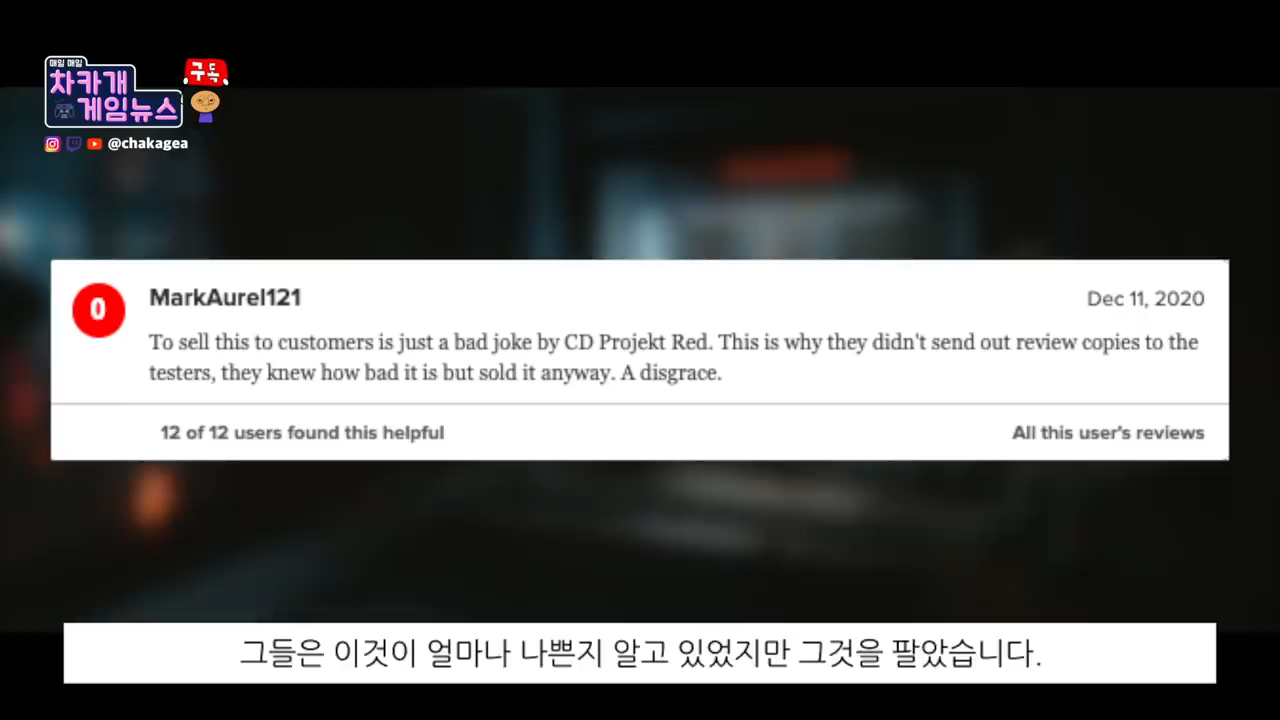 매일 매일
차카개
게임뉴스
구독
@chakagea
0
MarkAurel121
Dec 11, 2020
To sell this to customers is just a bad joke by CD Projekt Red. This is why they didn't send out review copies to the
testers, they knew how bad it is but sold it anyway. A disgrace.
12 of 12 users found this helpful
All this user's reviews
그들은 이것이 얼마나 나쁜지 알고 있었지만 그것을 팔았습니다.